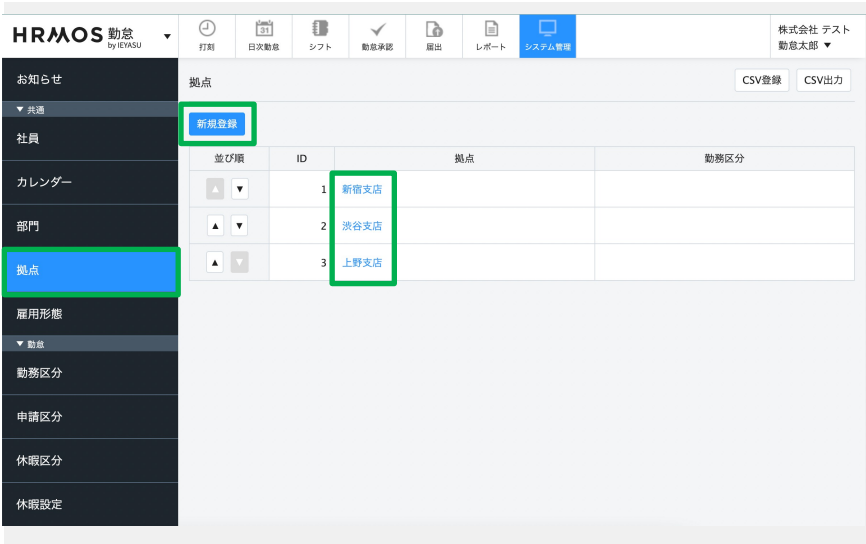 HRMOS 勤怠 ▼
by IEYASU
打刻
31
日次勤怠
シフト
勤怠承認
届出
レポート
システム管理
株式会社 テスト
勤怠太郎 ▼
お知らせ
▼ 共通
社員
カレンダー
部門
拠点
雇用形態
▼ 勤怠
勤務区分
申請区分
休暇区分
休暇設定
拠点
CSV登録 CSV出力
新規登録
並び順 ID 拠点 勤務区分
▲ ▼ 1 新宿支店
▲ ▼ 2 渋谷支店
▲ ▼ 3 上野支店